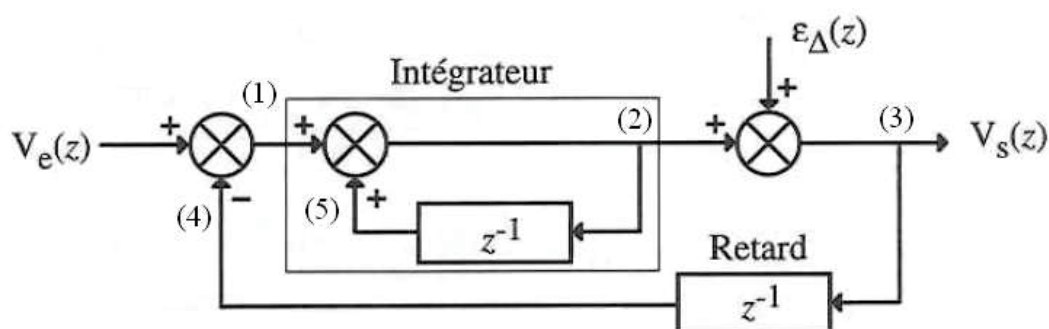 ε_Δ(z)
Intégrateur
+
(1)
+
(2)
+
+
(3)
V_e(z)
V_s(z)
(4)
−
(5)
+
z⁻¹
Retard
z⁻¹